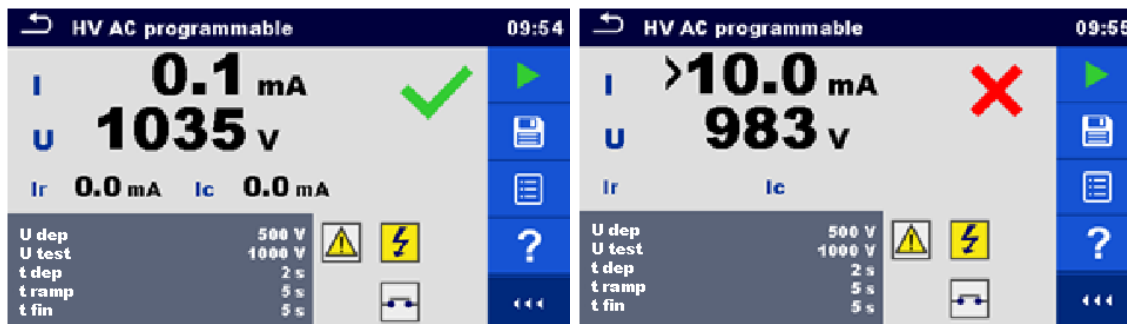 HV AC programmable 09:54
I 0.1 mA
U 1035 V
Ir 0.0 mA Ic 0.0 mA
U dep 500 V
U test 1000 V
t dep 2 s
t ramp 5 s
t fin 5 s
?
HV AC programmable 09:55
I >10.0 mA
U 983 V
Ir Ic
U dep 500 V
U test 1000 V
t dep 2 s
t ramp 5 s
t fin 5 s
?